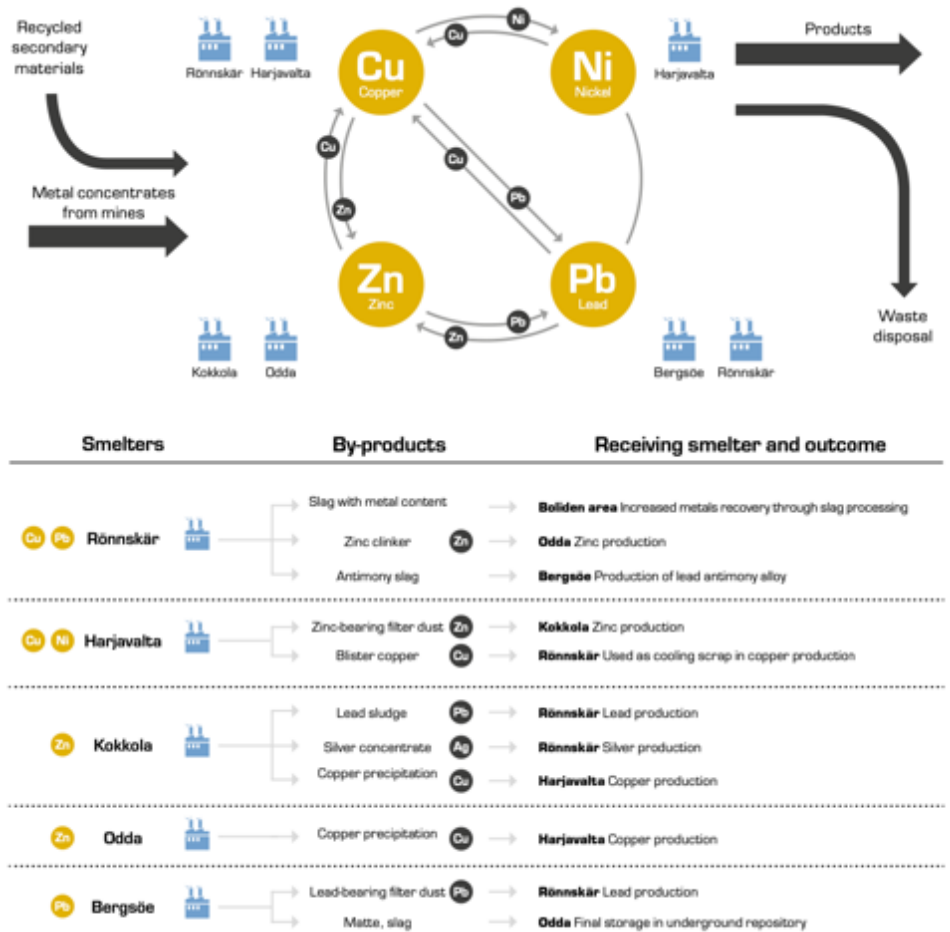 Recycled
secondary
materials
Rönnskär
Harjavalta
Cu
Copper
Ni
Cu
Ni
Nickel
Harjavalta
Products
Metal concentrates
from mines
Cu
Zn
Cu
Pb
Zn
Zinc
Pb
Zn
Pb
Lead
Waste
disposal
Kokkola
Odda
Bergsöe
Rönnskär
Smelters By-products Receiving smelter and outcome
Slag with metal content Boliden area Increased metals recovery through slag processing
Cu Pb Rönnskär Zinc clinker Zn Odda Zinc production
Antimony slag Bergsöe Production of lead antimony alloy
Cu Ni Harjavalta Zinc-bearing filter dust Zn Kokkola Zinc production
Blister copper Cu Rönnskär Used as cooling scrap in copper production
Lead sludge Pb Rönnskär Lead production
Zn Kokkola Silver concentrate Ag Rönnskär Silver production
Copper precipitation Cu Harjavalta Copper production
Zn Odda Copper precipitation Cu Harjavalta Copper production
Pb Bergsöe Lead-bearing filter dust Pb Rönnskär Lead production
Matte, slag Odda Final storage in underground repository